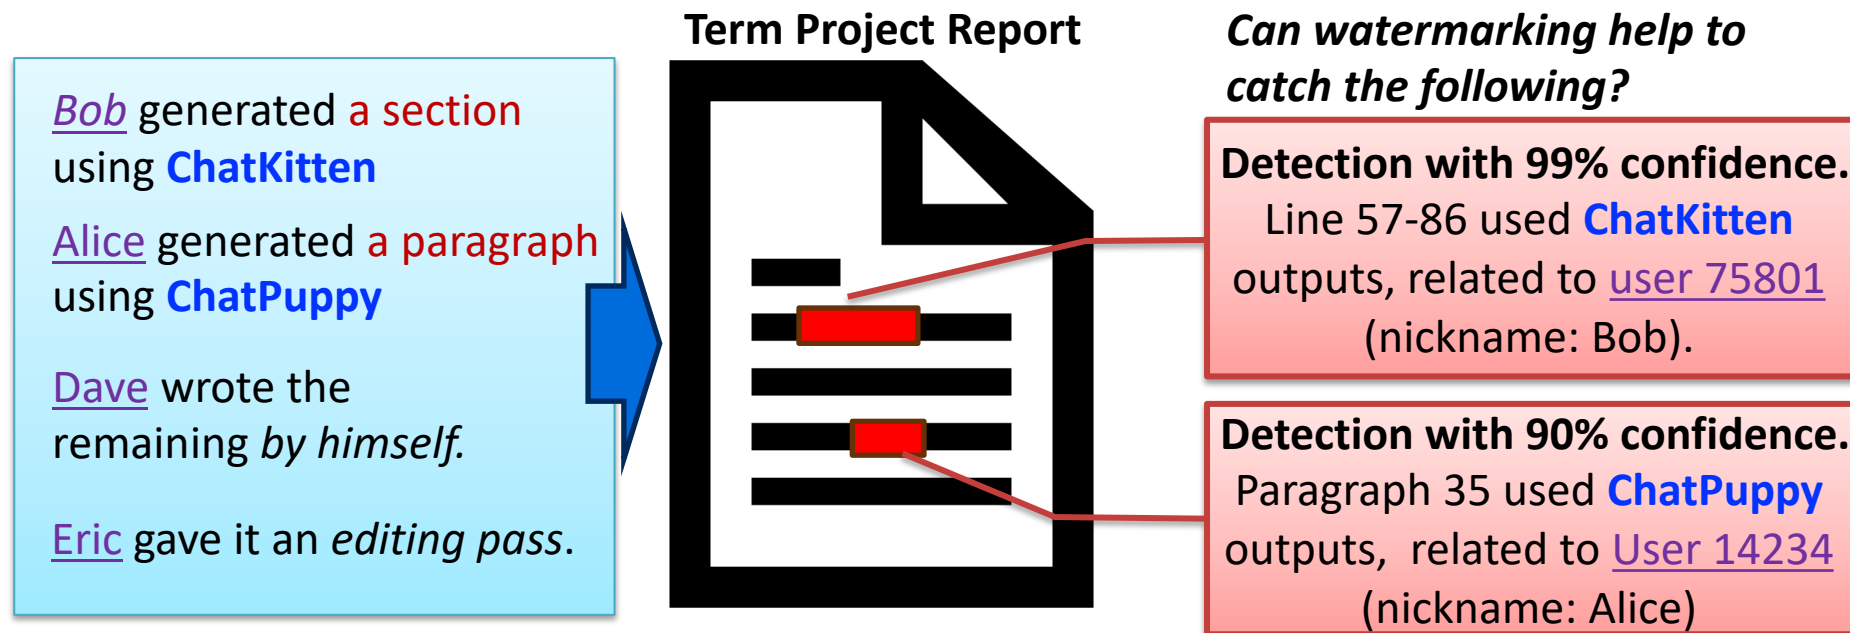 Term Project Report
Bob generated a section
using ChatKitten
Alice generated a paragraph
using ChatPuppy
Dave wrote the
remaining by himself.
Eric gave it an editing pass.
Can watermarking help to
catch the following?
Detection with 99% confidence.
Line 57-86 used ChatKitten
outputs, related to user 75801
(nickname: Bob).
Detection with 90% confidence.
Paragraph 35 used ChatPuppy
outputs, related to User 14234
(nickname: Alice)